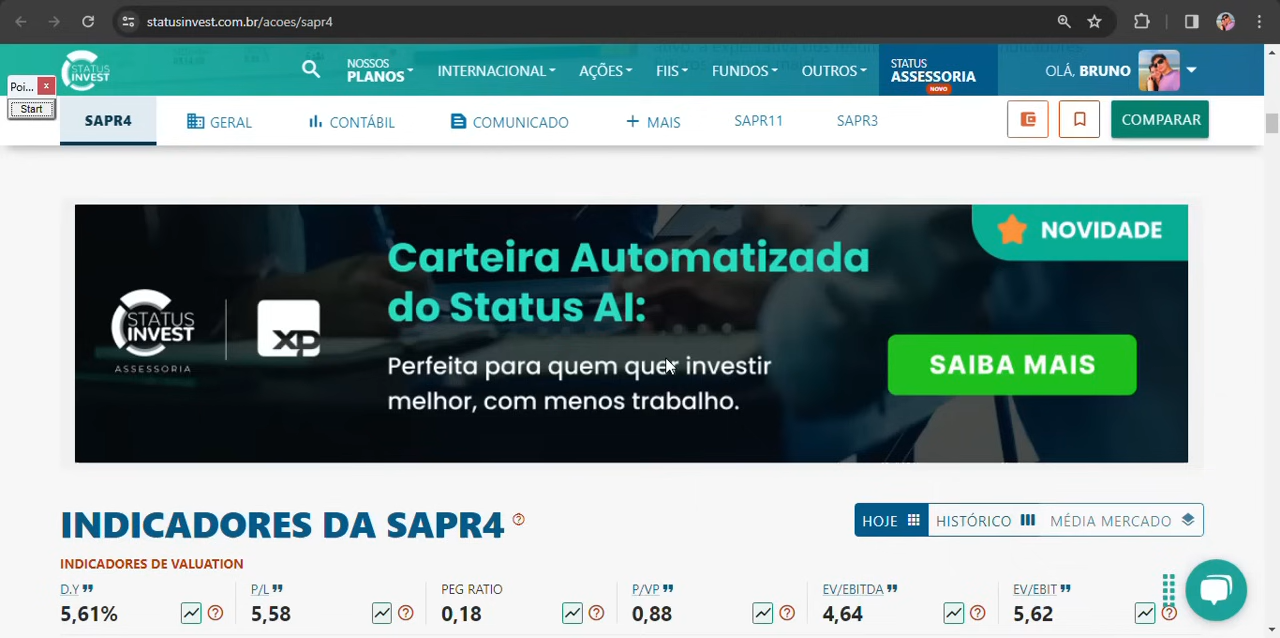 statusinvest.com.br/acoes/sapr4
STATUS
INVEST
NOSSOS
PLANOS
INTERNACIONAL
AÇÕES
FIIS
FUNDOS
OUTROS
STATUS
ASSESSORIA
NOVO
OLÁ, BRUNO
Poi...
x
Start
SAPR4
GERAL
CONTÁBIL
COMUNICADO
+ MAIS
SAPR11
SAPR3
COMPARAR
NOVIDADE
Carteira Automatizada
do Status AI:
STATUS
INVEST
ASSESSORIA
XP
Perfeita para quem quer investir
melhor, com menos trabalho.
SAIBA MAIS
INDICADORES DA SAPR4
HOJE
HISTÓRICO
MÉDIA MERCADO
INDICADORES DE VALUATION
D.Y
P/L
PEG RATIO
P/VP
EV/EBITDA
EV/EBIT
5,61%
5,58
0,18
0,88
4,64
5,62